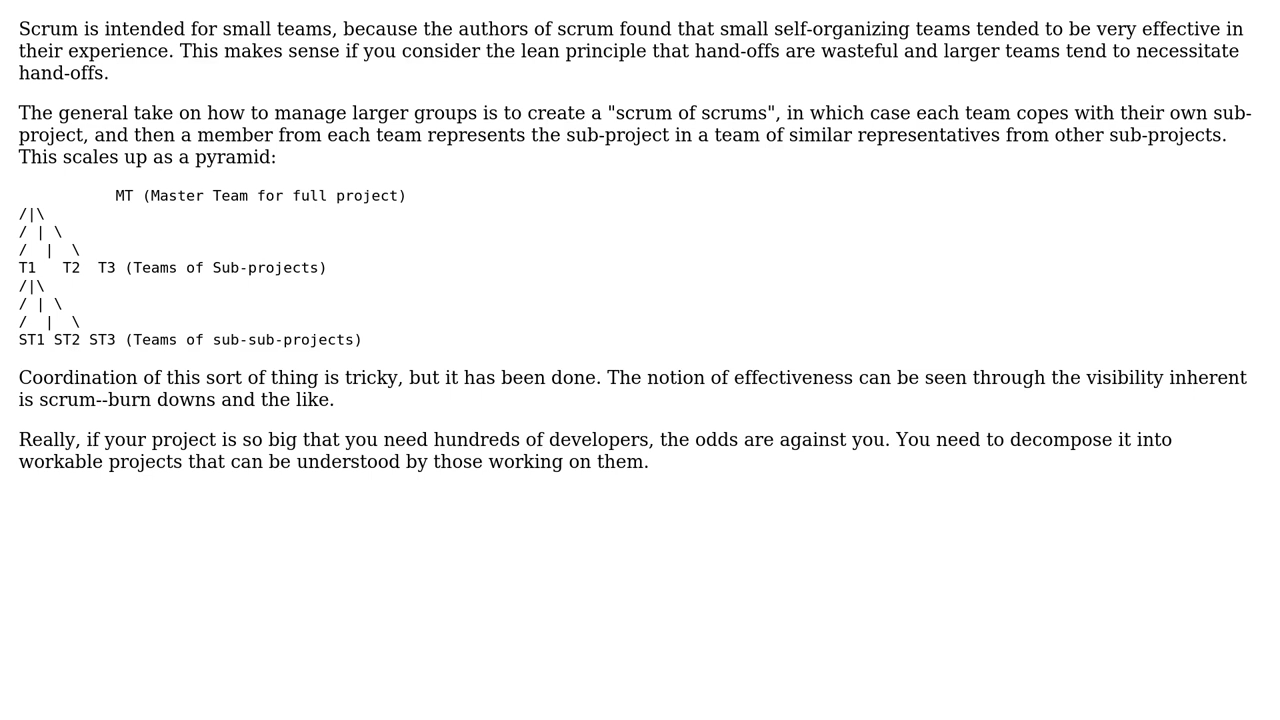 Scrum is intended for small teams, because the authors of scrum found that small self-organizing teams tended to be very effective in
their experience. This makes sense if you consider the lean principle that hand-offs are wasteful and larger teams tend to necessitate
hand-offs.
The general take on how to manage larger groups is to create a "scrum of scrums", in which case each team copes with their own sub-
project, and then a member from each team represents the sub-project in a team of similar representatives from other sub-projects.
This scales up as a pyramid:
           MT (Master Team for full project)
/|\
/ | \
/  |  \
T1   T2  T3 (Teams of Sub-projects)
/|\
/ | \
/  |  \
ST1 ST2 ST3 (Teams of sub-sub-projects)
Coordination of this sort of thing is tricky, but it has been done. The notion of effectiveness can be seen through the visibility inherent
is scrum--burn downs and the like.
Really, if your project is so big that you need hundreds of developers, the odds are against you. You need to decompose it into
workable projects that can be understood by those working on them.